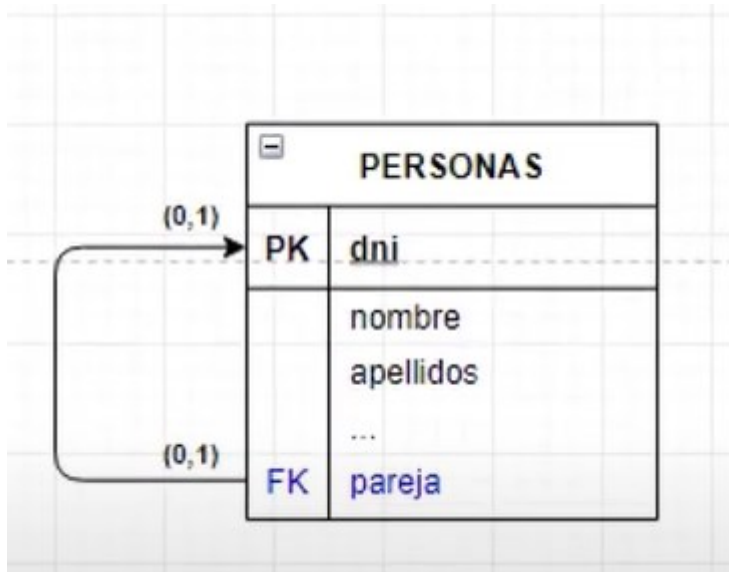 PERSONAS
(0,1)
PK dni
nombre
apellidos
...
(0,1)
FK pareja